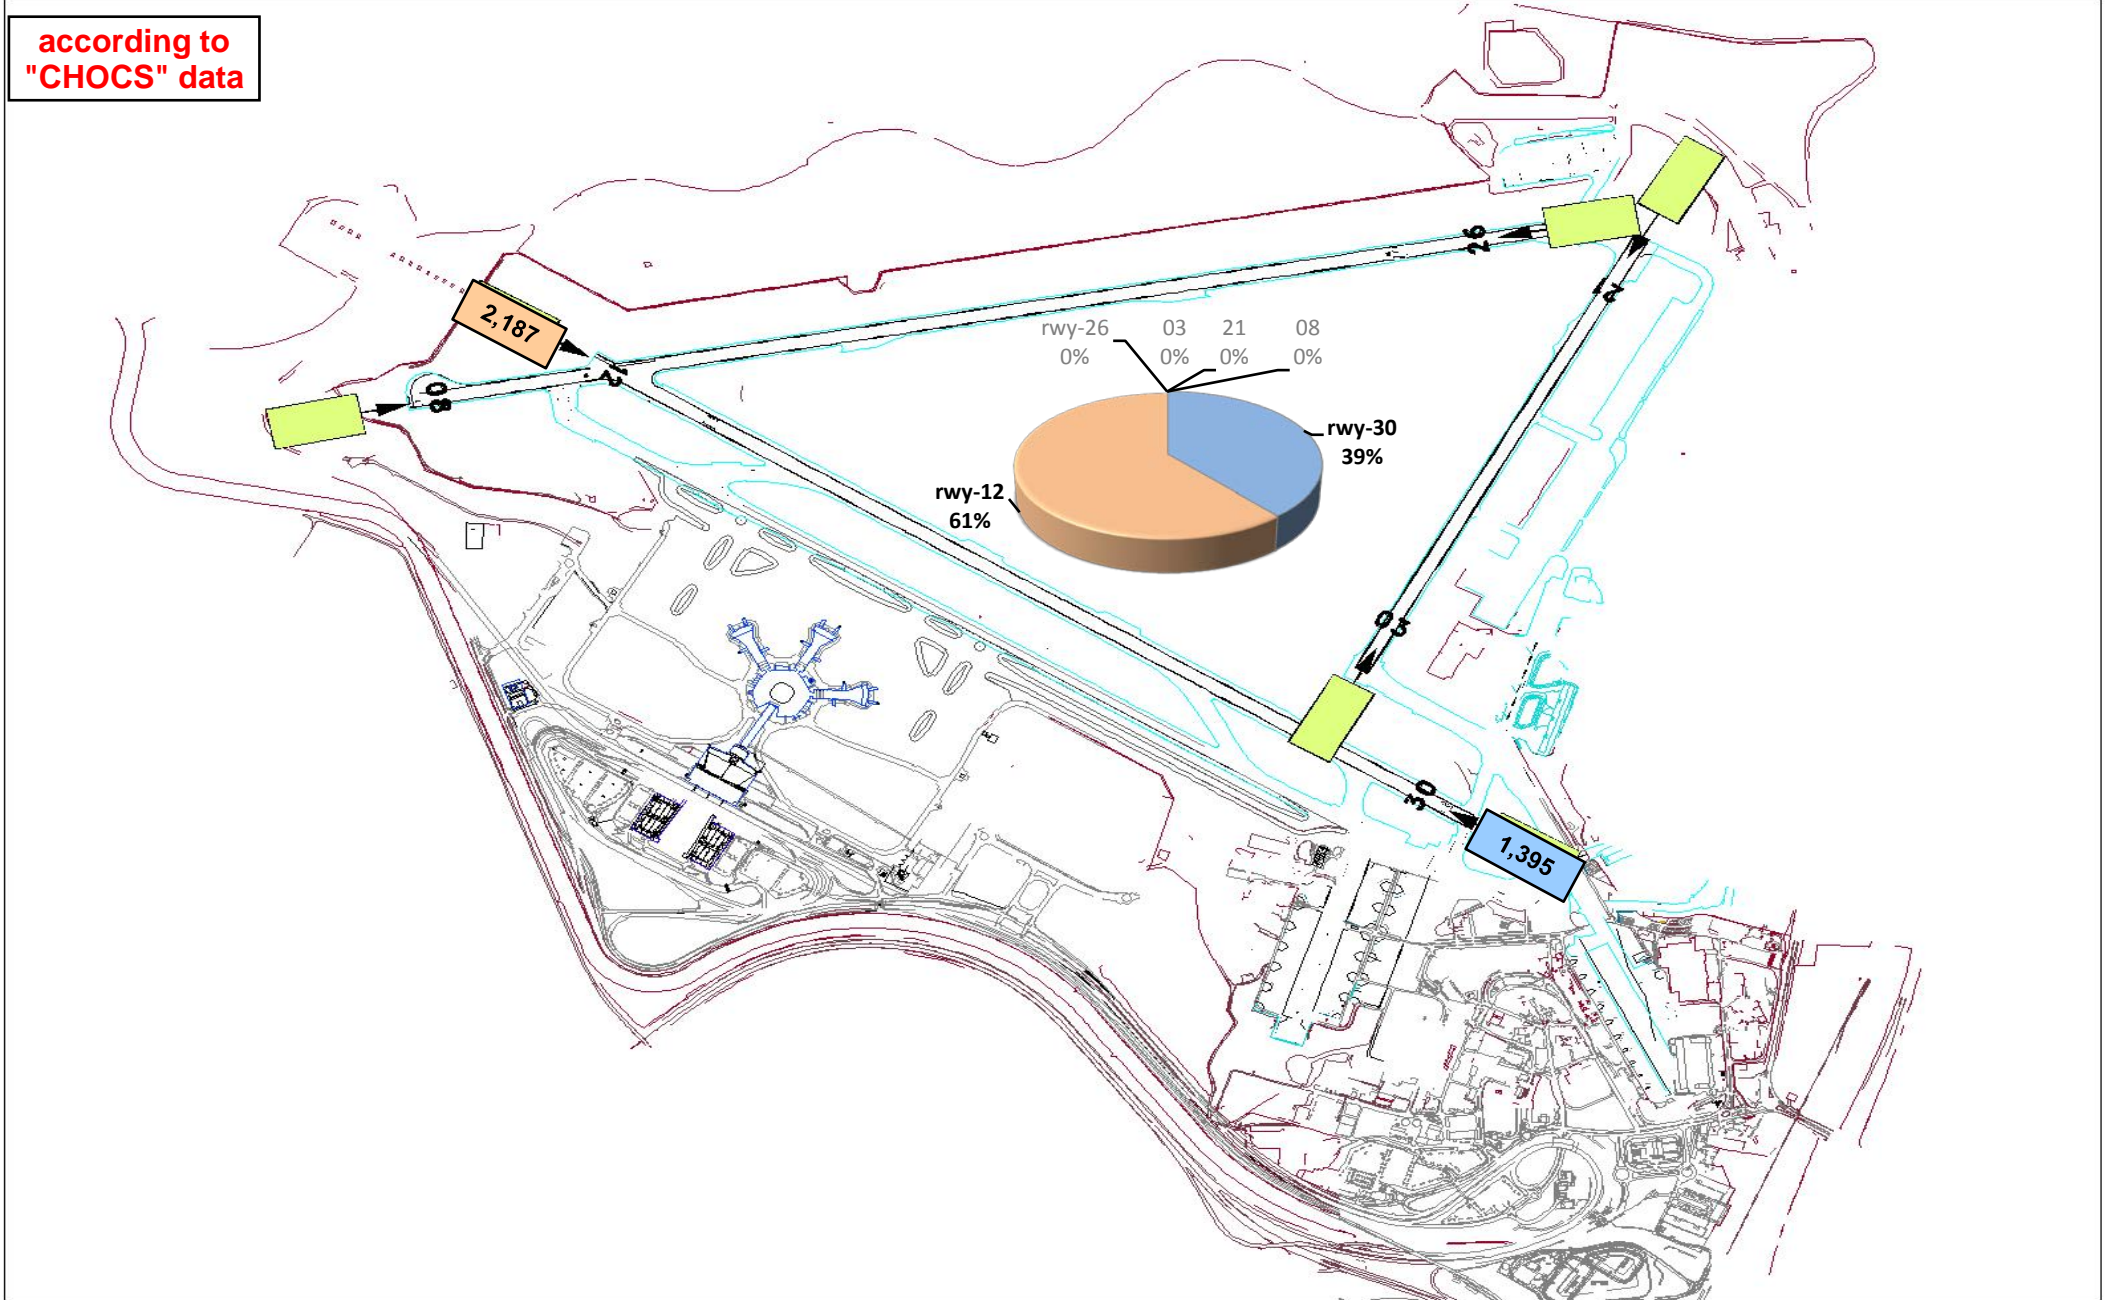 according to
"CHOCS" data
26
2,187
21
rwy-26 03 21 08
0% 0% 0% 0%
12
08
rwy-30
39%
rwy-12
61%
03
30
1,395